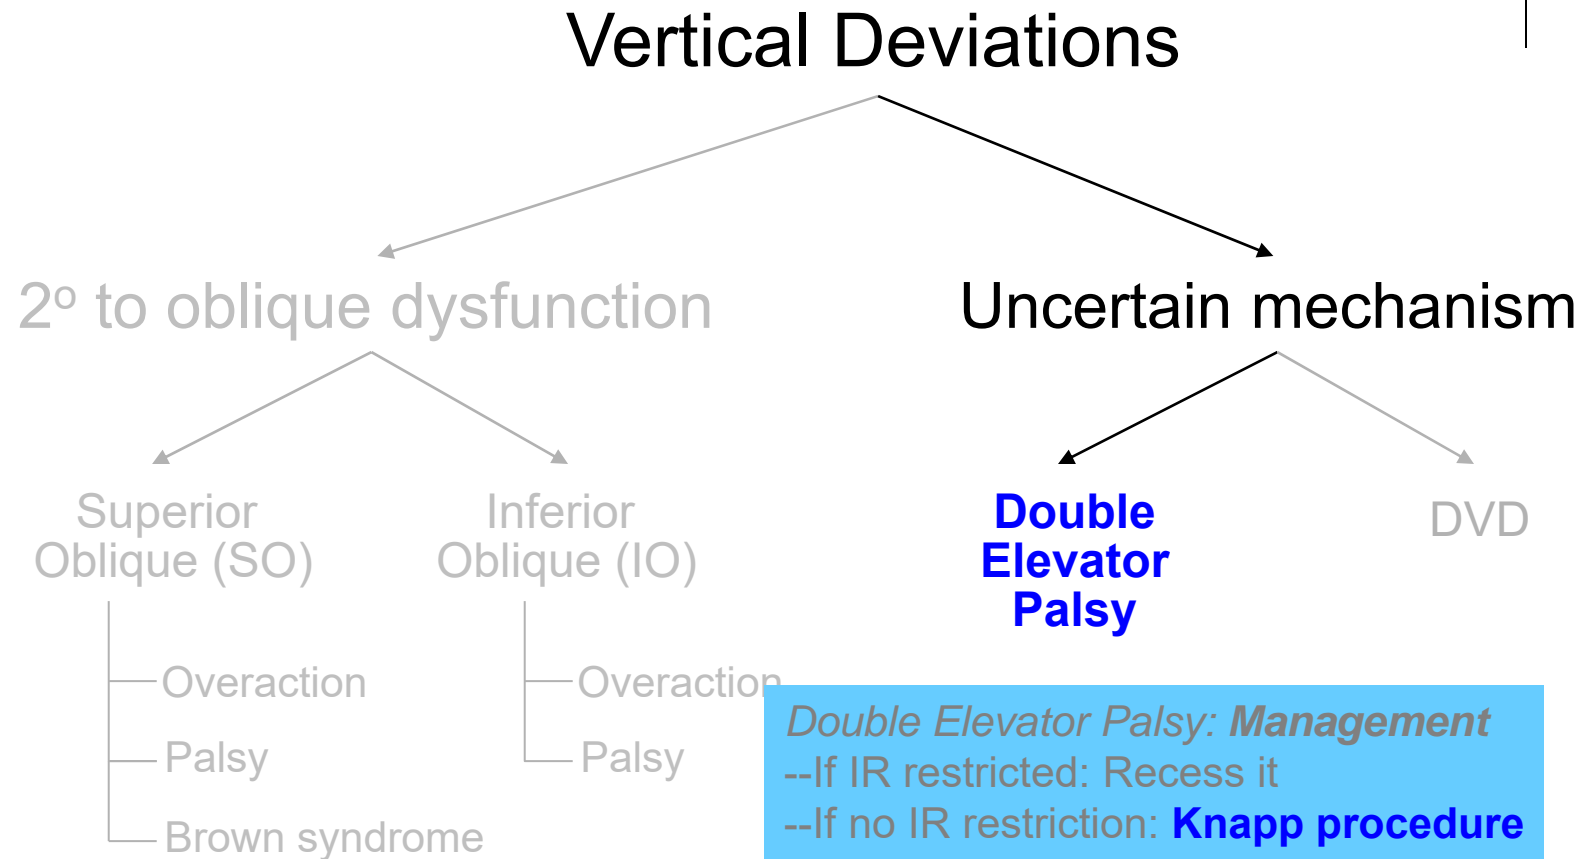 Vertical Deviations
2º to oblique dysfunction
Uncertain mechanism
Superior
Oblique (SO)
Inferior
Oblique (IO)
Double
Elevator
Palsy
DVD
Overaction
Palsy
Brown syndrome
Overaction
Palsy
Double Elevator Palsy: Management
--If IR restricted: Recess it
--If no IR restriction: Knapp procedure